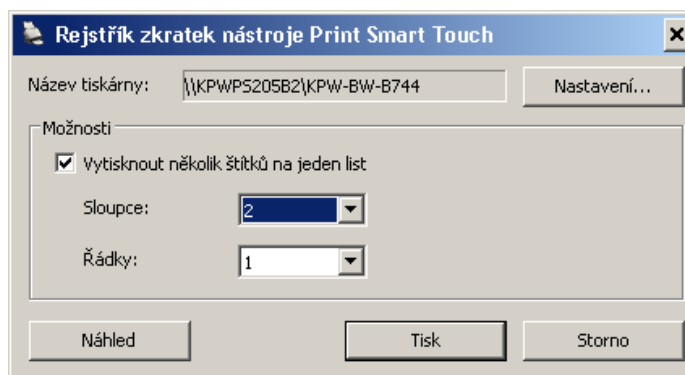 Rejstřík zkratek nástroje Print Smart Touch
Název tiskárny: \\KPWPS205B2\KPW-BW-B744 Nastavení...
Možnosti
Vytisknout několik štítků na jeden list
Sloupce: 2
Řádky: 1
Náhled Tisk Storno